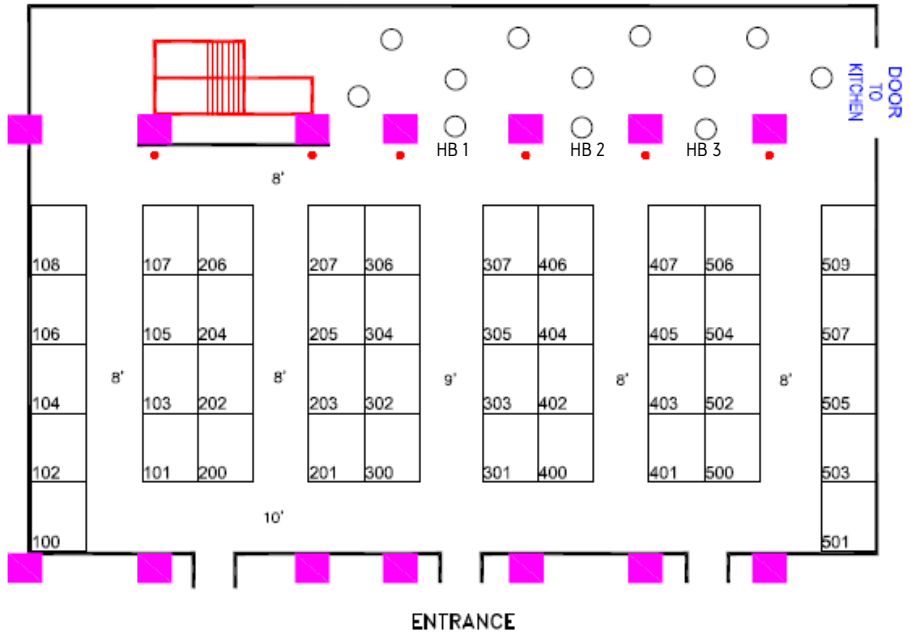 DOOR
TO
KITCHEN
HB 1 HB 2 HB 3
8'
108 107 206 207 306 307 406 407 506 509
106 105 204 205 304 305 404 405 504 507
8' 8' 9' 8' 8'
104 103 202 203 302 303 402 403 502 505
102 101 200 201 300 301 400 401 500 503
10'
100 501
ENTRANCE